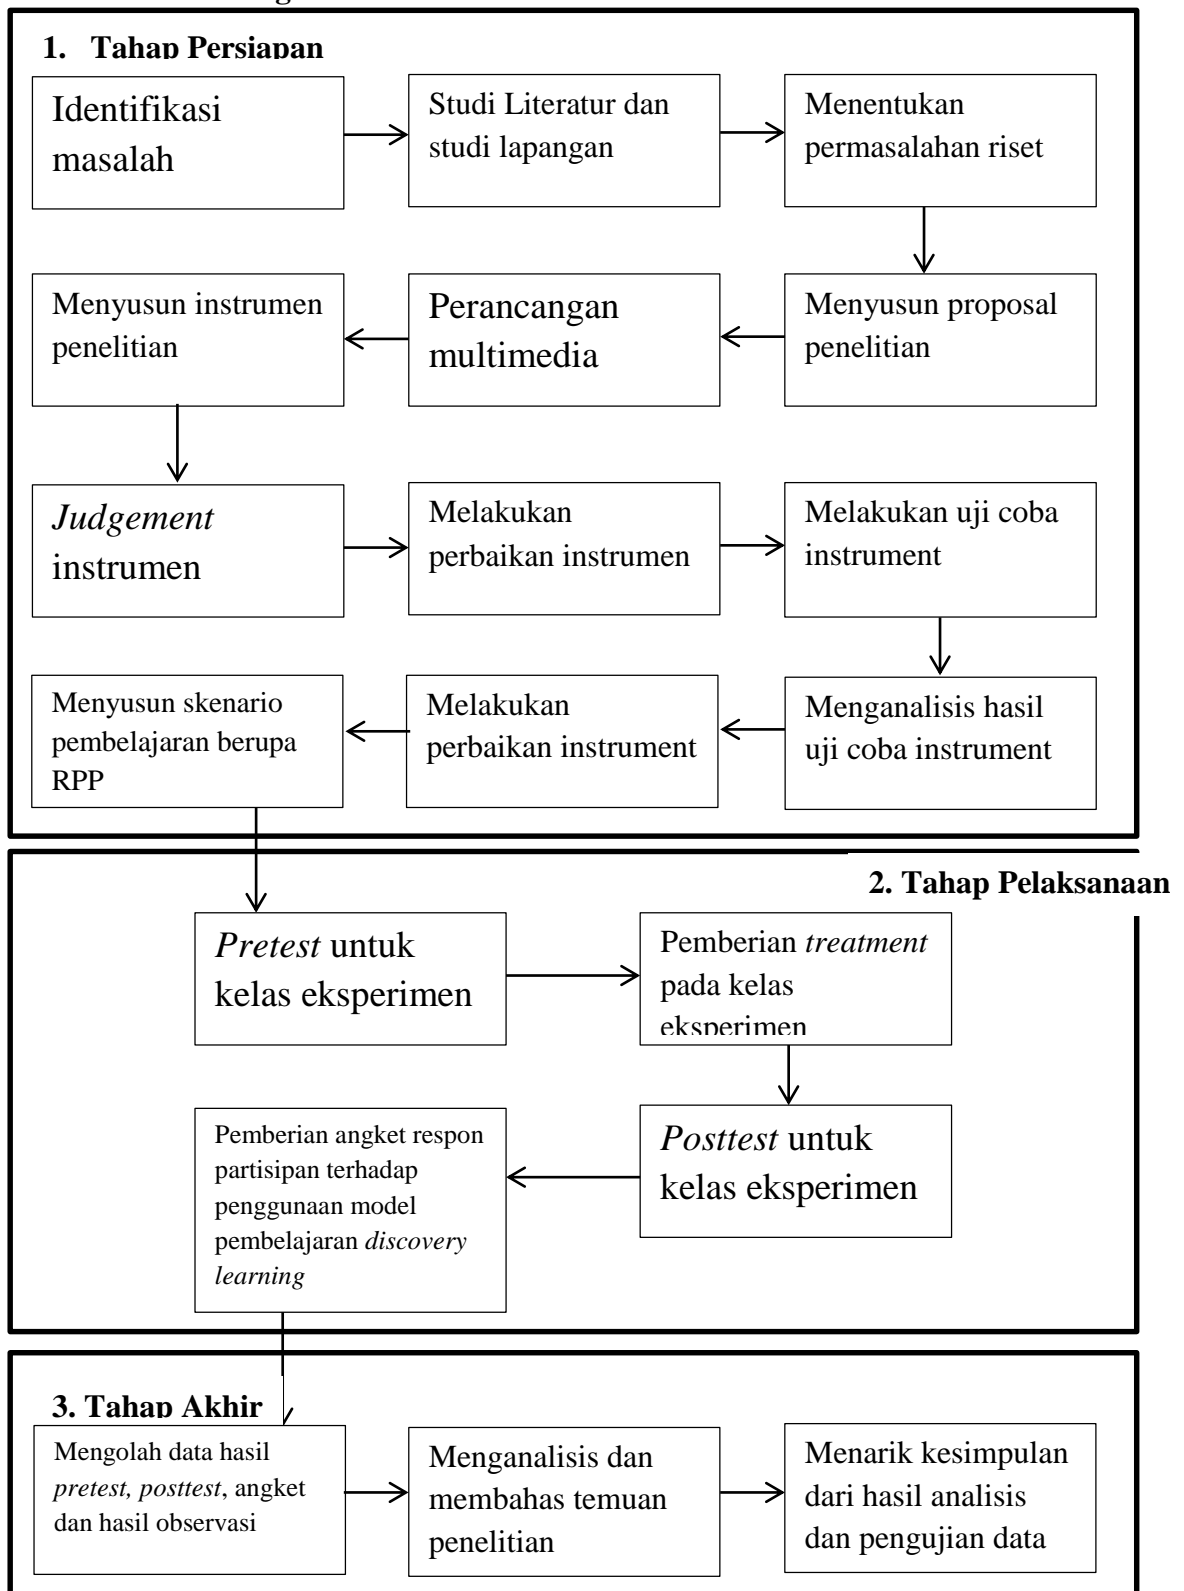 1. Tahap Persiapan
Identifikasi
masalah
Studi Literatur dan
studi lapangan
Menentukan
permasalahan riset
Menyusun instrumen
penelitian
Perancangan
multimedia
Menyusun proposal
penelitian
Judgement
instrumen
Melakukan
perbaikan instrumen
Melakukan uji coba
instrument
Menyusun skenario
pembelajaran berupa
RPP
Melakukan
perbaikan instrument
Menganalisis hasil
uji coba instrument
2. Tahap Pelaksanaan
Pretest untuk
kelas eksperimen
Pemberian treatment
pada kelas
eksperimen
Pemberian angket respon
partisipan terhadap
penggunaan model
pembelajaran discovery
learning
Posttest untuk
kelas eksperimen
3. Tahap Akhir
Mengolah data hasil
pretest, posttest, angket
dan hasil observasi
Menganalisis dan
membahas temuan
penelitian
Menarik kesimpulan
dari hasil analisis
dan pengujian data